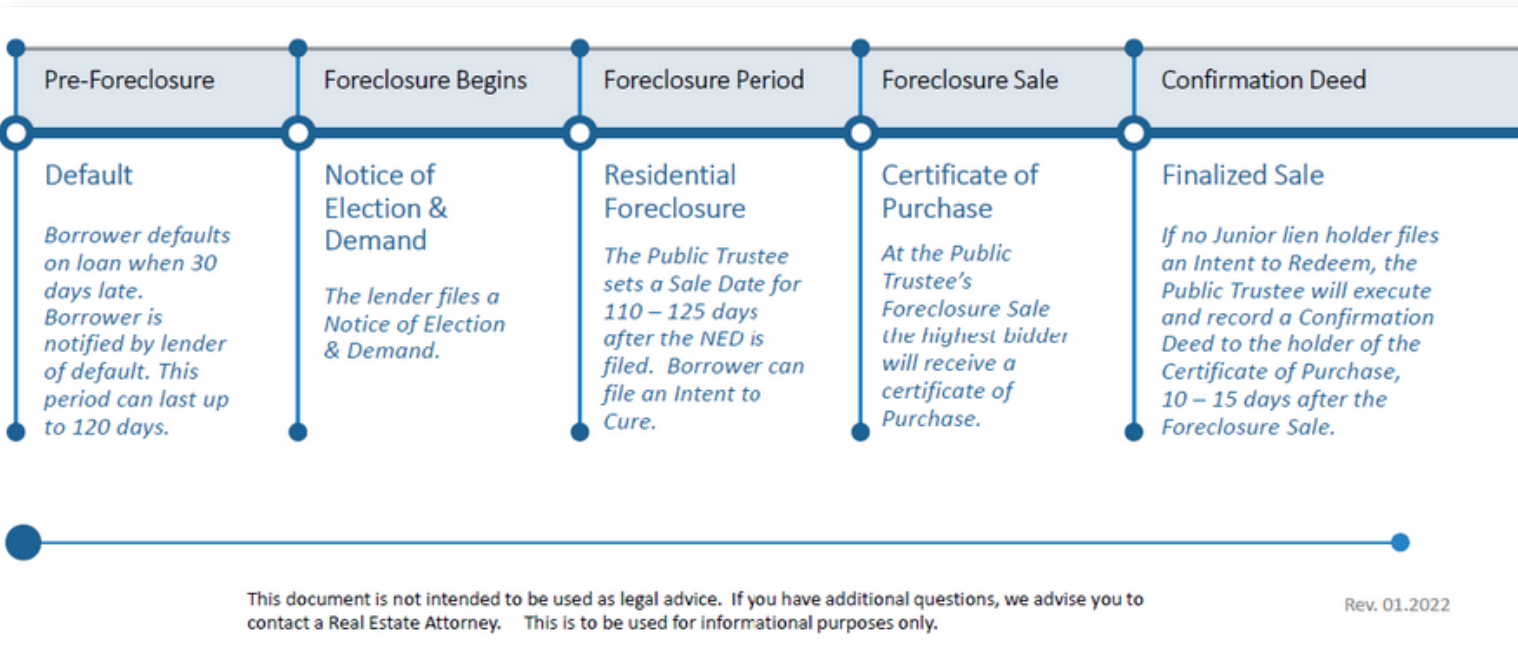 Pre-Foreclosure
Foreclosure Begins
Foreclosure Period
Foreclosure Sale
Confirmation Deed
Default
Borrower defaults
on loan when 30
days late.
Borrower is
notified by lender
of default. This
period can last up
to 120 days.
Notice of
Election &
Demand
The lender files a
Notice of Election
& Demand.
Residential
Foreclosure
The Public Trustee
sets a Sale Date for
110 – 125 days
after the NED is
filed. Borrower can
file an Intent to
Cure.
Certificate of
Purchase
At the Public
Trustee's
Foreclosure Sale
the highest bidder
will receive a
certificate of
Purchase.
Finalized Sale
If no Junior lien holder files
an Intent to Redeem, the
Public Trustee will execute
and record a Confirmation
Deed to the holder of the
Certificate of Purchase,
10 – 15 days after the
Foreclosure Sale.
This document is not intended to be used as legal advice. If you have additional questions, we advise you to
contact a Real Estate Attorney. This is to be used for informational purposes only.
Rev. 01.2022